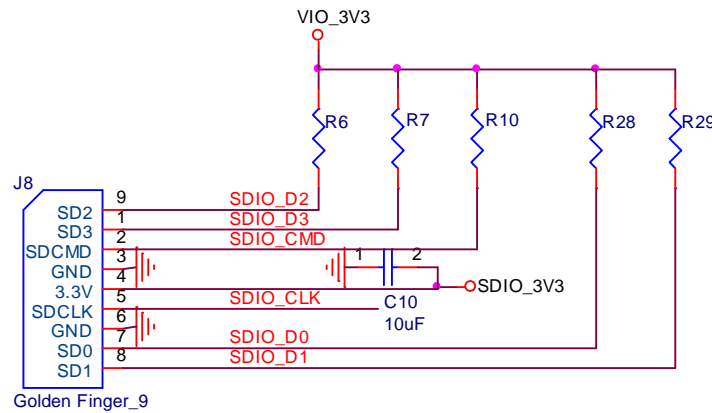 VIO_3V3
R6
R7
R10
R28
R29
J8
9
SD2
SDIO_D2
1
SD3
SDIO_D3
2
SDCMD
SDIO_CMD
3
GND
1
2
4
3.3V
SDIO_3V3
5
SDCLK
SDIO_CLK
C10
10uF
6
GND
7
SD0
SDIO_D0
8
SD1
SDIO_D1
Golden Finger_9